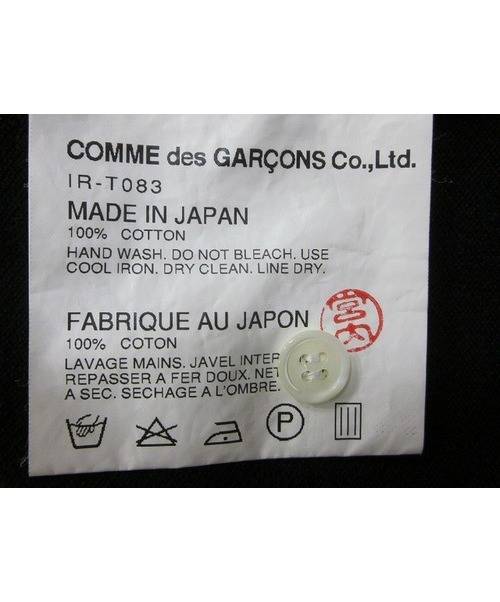 COMME des GARÇONS Co.,Ltd.
IR-T083
MADE IN JAPAN
100% COTTON
HAND WASH. DO NOT BLEACH. USE
COOL IRON. DRY CLEAN. LINE DRY.
FABRIQUE AU JAPON
100% COTON
LAVAGE MAINS. JAVEL INTER
REPASSER A FER DOUX. NET
A SEC. SECHAGE A L'OMBRE.
P